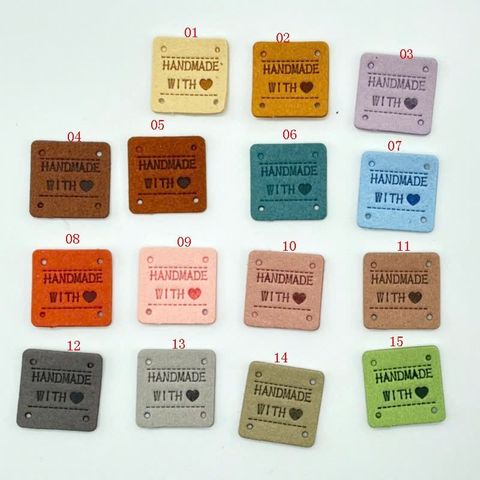 01
HANDMADE
WITH ♥
02
HANDMADE
WITH ♥
03
HANDMADE
WITH ♥
04
HANDMADE
WITH ♥
05
HANDMADE
WITH ♥
06
HANDMADE
WITH ♥
07
HANDMADE
WITH ♥
08
HANDMADE
WITH ♥
09
HANDMADE
WITH ♥
10
HANDMADE
WITH ♥
11
HANDMADE
WITH ♥
12
HANDMADE
WITH ♥
13
HANDMADE
WITH ♥
14
HANDMADE
WITH ♥
15
HANDMADE
WITH ♥